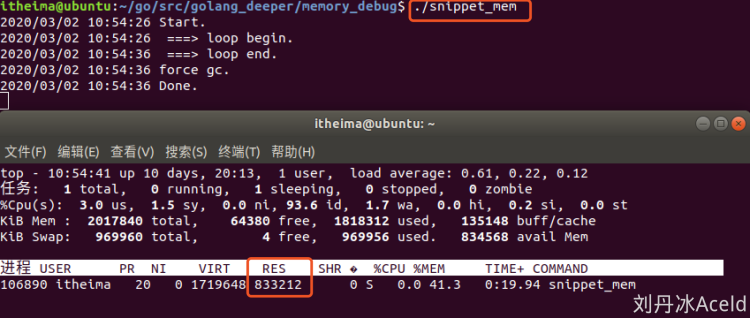 itheima@ubuntu:~/go/src/golang_deeper/memory_debug$ ./snippet_mem
2020/03/02 10:54:26 Start.
2020/03/02 10:54:26  ===> loop begin.
2020/03/02 10:54:36  ===> loop end.
2020/03/02 10:54:36 force gc.
2020/03/02 10:54:36 Done.
itheima@ubuntu: ~
文件(F) 编辑(E) 查看(V) 搜索(S) 终端(T) 帮助(H)
top - 10:54:41 up 10 days, 20:13,  1 user,  load average: 0.61, 0.22, 0.12
任务:   1 total,   0 running,   1 sleeping,   0 stopped,   0 zombie
%Cpu(s):  3.0 us,  1.5 sy,  0.0 ni, 93.6 id,  1.7 wa,  0.0 hi,  0.2 si,  0.0 st
KiB Mem :  2017840 total,    64380 free,  1818312 used,   135148 buff/cache
KiB Swap:   969960 total,        4 free,   969956 used.   834568 avail Mem
进程 USER      PR  NI    VIRT    RES    SHR �  %CPU %MEM     TIME+ COMMAND
106890 itheima   20   0 1719648 833212      0 S   0.0 41.3   0:19.94 snippet_mem
刘丹冰Aceld